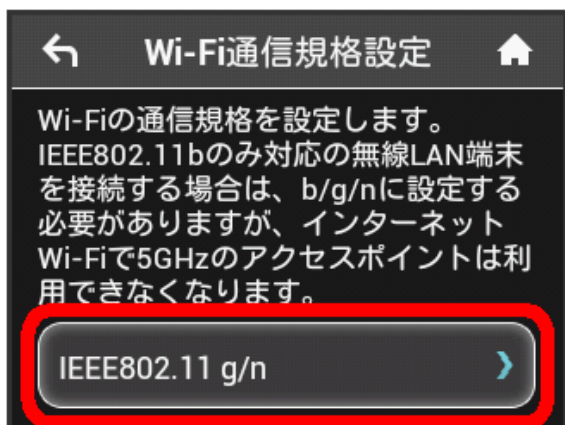 Wi-Fi通信規格設定
Wi-Fiの通信規格を設定します。
IEEE802.11bのみ対応の無線LAN端末
を接続する場合は、b/g/nに設定する
必要がありますが、インターネット
Wi-Fiで5GHzのアクセスポイントは利
用できなくなります。
IEEE802.11 g/n